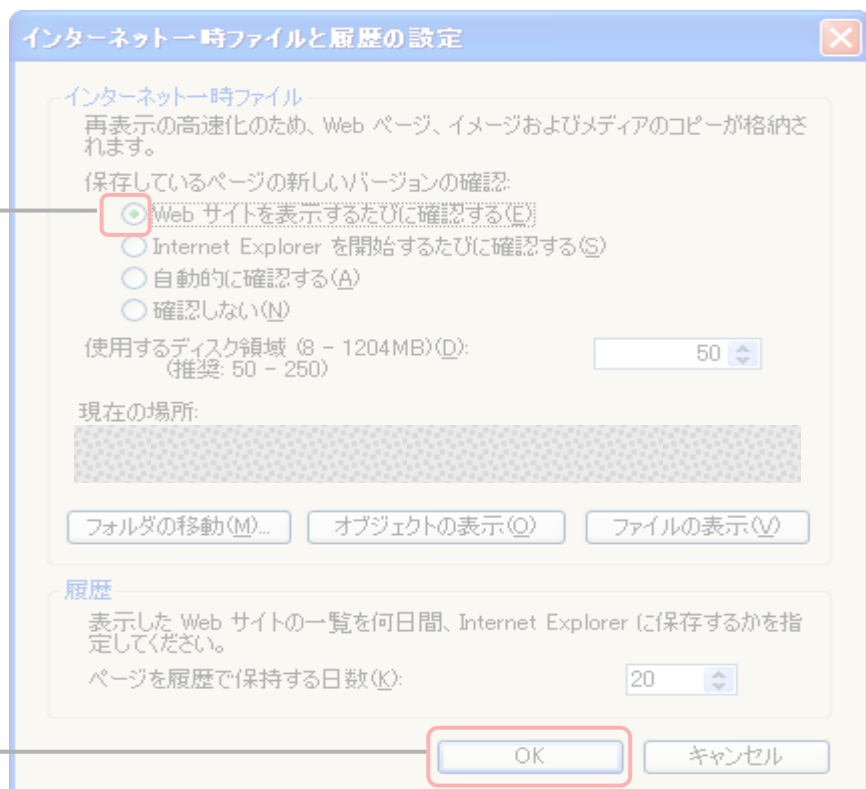 インターネット一時ファイルと履歴の設定
インターネット一時ファイル
再表示の高速化のため、Web ページ、イメージおよびメディアのコピーが格納さ
れます。
保存しているページの新しいバージョンの確認:
Web サイトを表示するたびに確認する(E)
Internet Explorer を開始するたびに確認する(S)
自動的に確認する(A)
確認しない(N)
使用するディスク領域 (8 - 1204MB)(D): 50
(推奨: 50 - 250)
現在の場所:
フォルダの移動(M)... オブジェクトの表示(O) ファイルの表示(V)
履歴
表示した Web サイトの一覧を何日間、Internet Explorer に保存するかを指
定してください。
ページを履歴で保持する日数(K): 20
OK キャンセル